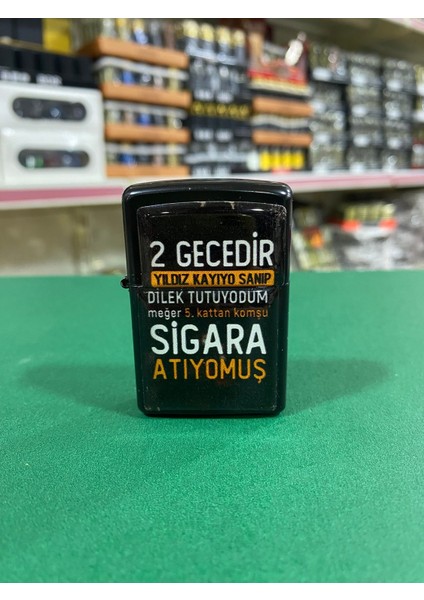 2 GECEDİR
YILDIZ KAYIYO SANIP
DİLEK TUTUYODUM
meğer 5. kattan komşu
SİGARA
ATIYOMUŞ